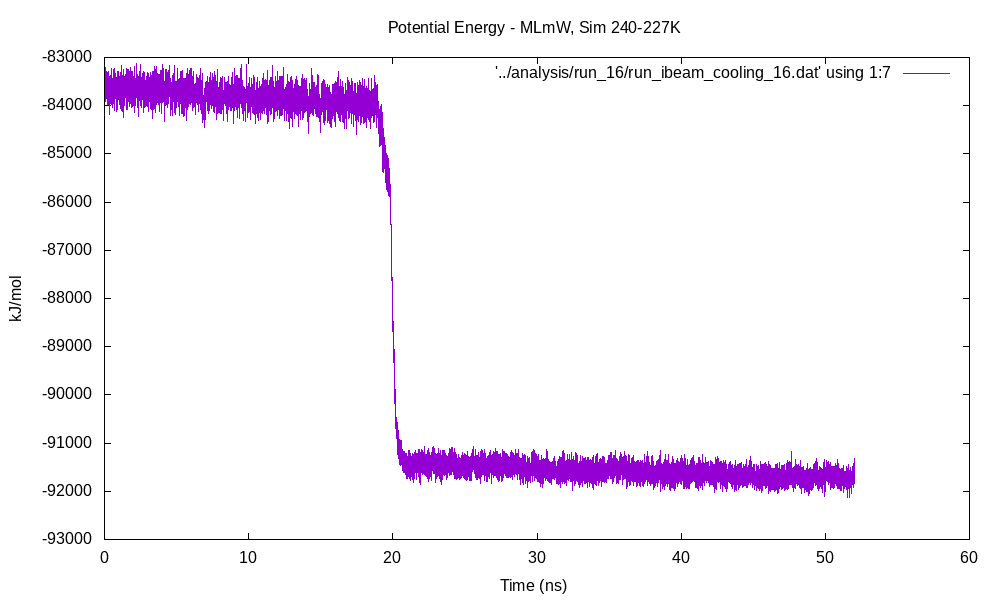 Potential Energy - MLmW, Sim 240-227K
'../analysis/run_16/run_ibeam_cooling_16.dat' using 1:7
-83000
-84000
-85000
-86000
-87000
-88000
-89000
-90000
-91000
-92000
-93000
kJ/mol
0 10 20 30 40 50 60
Time (ns)